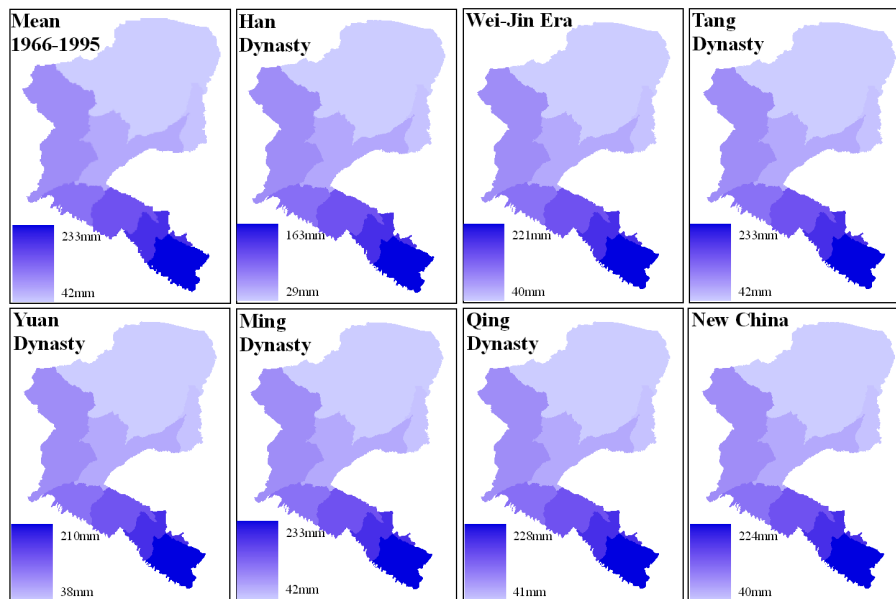 Mean
1966-1995
233mm
42mm
Han
Dynasty
163mm
29mm
Wei-Jin Era
221mm
40mm
Tang
Dynasty
233mm
42mm
Yuan
Dynasty
210mm
38mm
Ming
Dynasty
233mm
42mm
Qing
Dynasty
228mm
41mm
New China
224mm
40mm